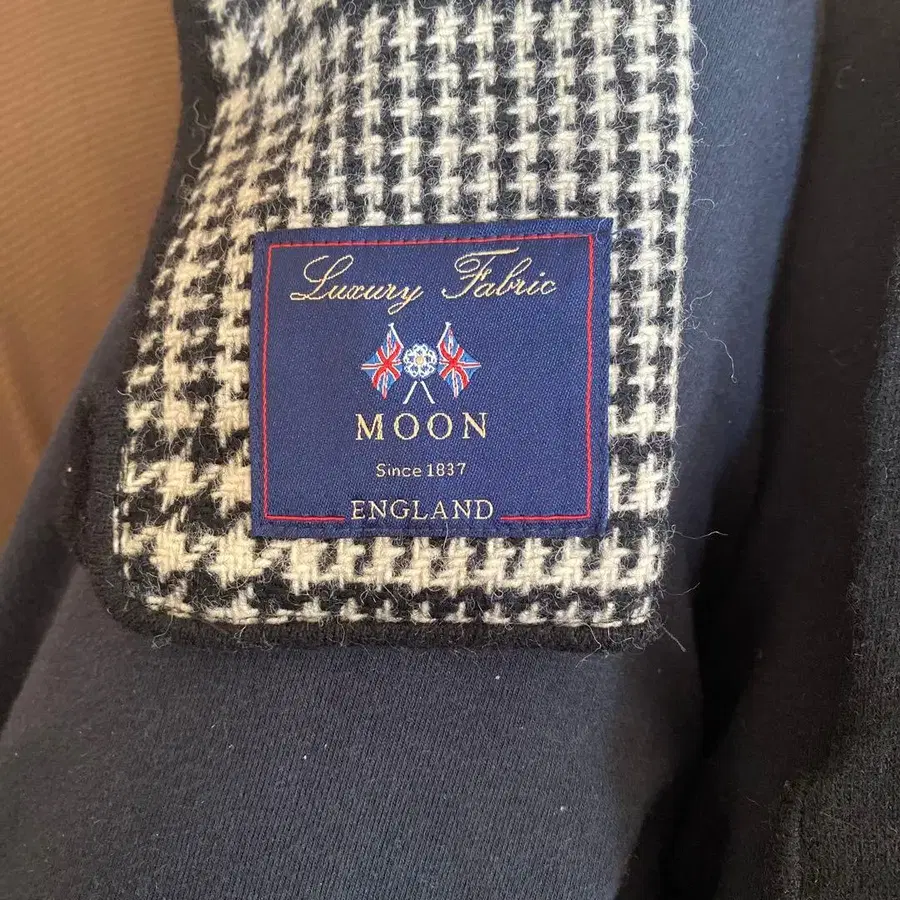 Luxury Fabric
MOON
Since 1837
ENGLAND